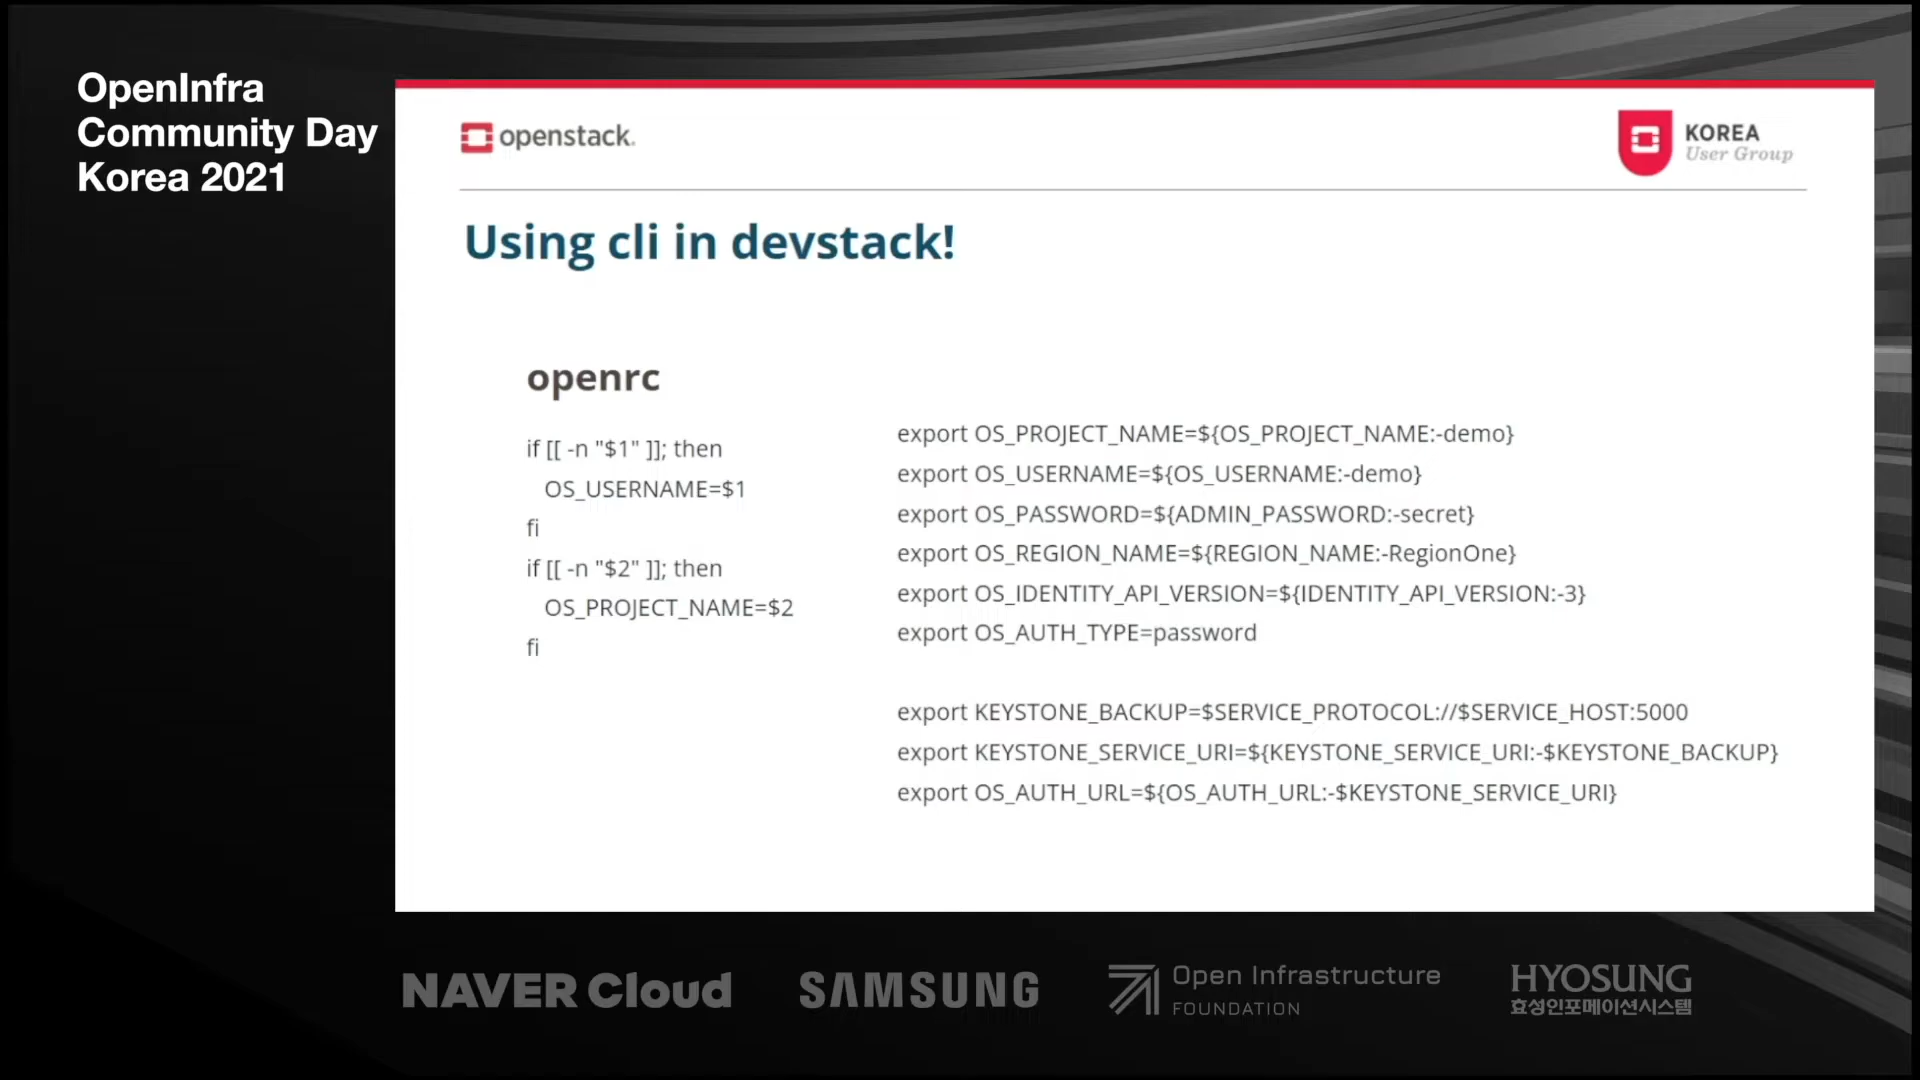 OpenInfra
Community Day
Korea 2021
openstack.
KOREA
User Group
Using cli in devstack!
openrc
if [[ -n "$1" ]]; then
OS_USERNAME=$1
fi
if [[ -n "$2" ]]; then
OS_PROJECT_NAME=$2
fi
export OS_PROJECT_NAME=${OS_PROJECT_NAME:-demo}
export OS_USERNAME=${OS_USERNAME:-demo}
export OS_PASSWORD=${ADMIN_PASSWORD:-secret}
export OS_REGION_NAME=${REGION_NAME:-RegionOne}
export OS_IDENTITY_API_VERSION=${IDENTITY_API_VERSION:-3}
export OS_AUTH_TYPE=password
export KEYSTONE_BACKUP=$SERVICE_PROTOCOL://$SERVICE_HOST:5000
export KEYSTONE_SERVICE_URI=${KEYSTONE_SERVICE_URI:-$KEYSTONE_BACKUP}
export OS_AUTH_URL=${OS_AUTH_URL:-$KEYSTONE_SERVICE_URI}
NAVER Cloud
SAMSUNG
Open Infrastructure
FOUNDATION
HYOSUNG
효성인포메이션시스템